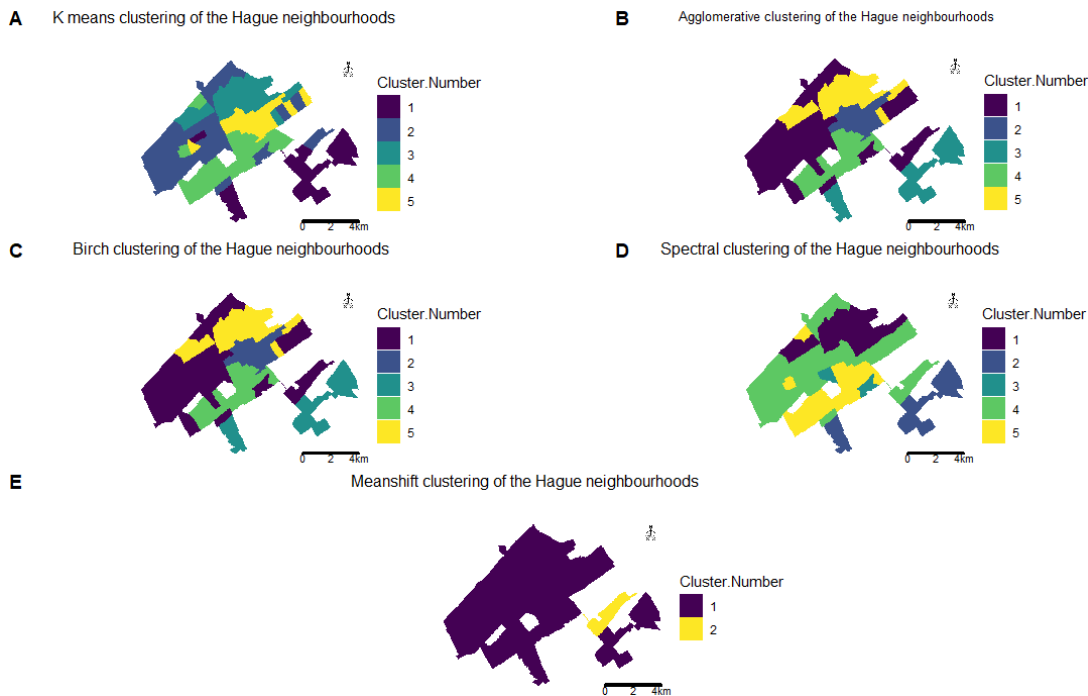 A K means clustering of the Hague neighbourhoods
Cluster.Number
1
2
3
4
5
0 2 4km
B Agglomerative clustering of the Hague neighbourhoods
Cluster.Number
1
2
3
4
5
0 2 4km
C Birch clustering of the Hague neighbourhoods
Cluster.Number
1
2
3
4
5
0 2 4km
D Spectral clustering of the Hague neighbourhoods
Cluster.Number
1
2
3
4
5
0 2 4km
E Meanshift clustering of the Hague neighbourhoods
Cluster.Number
1
2
0 2 4km